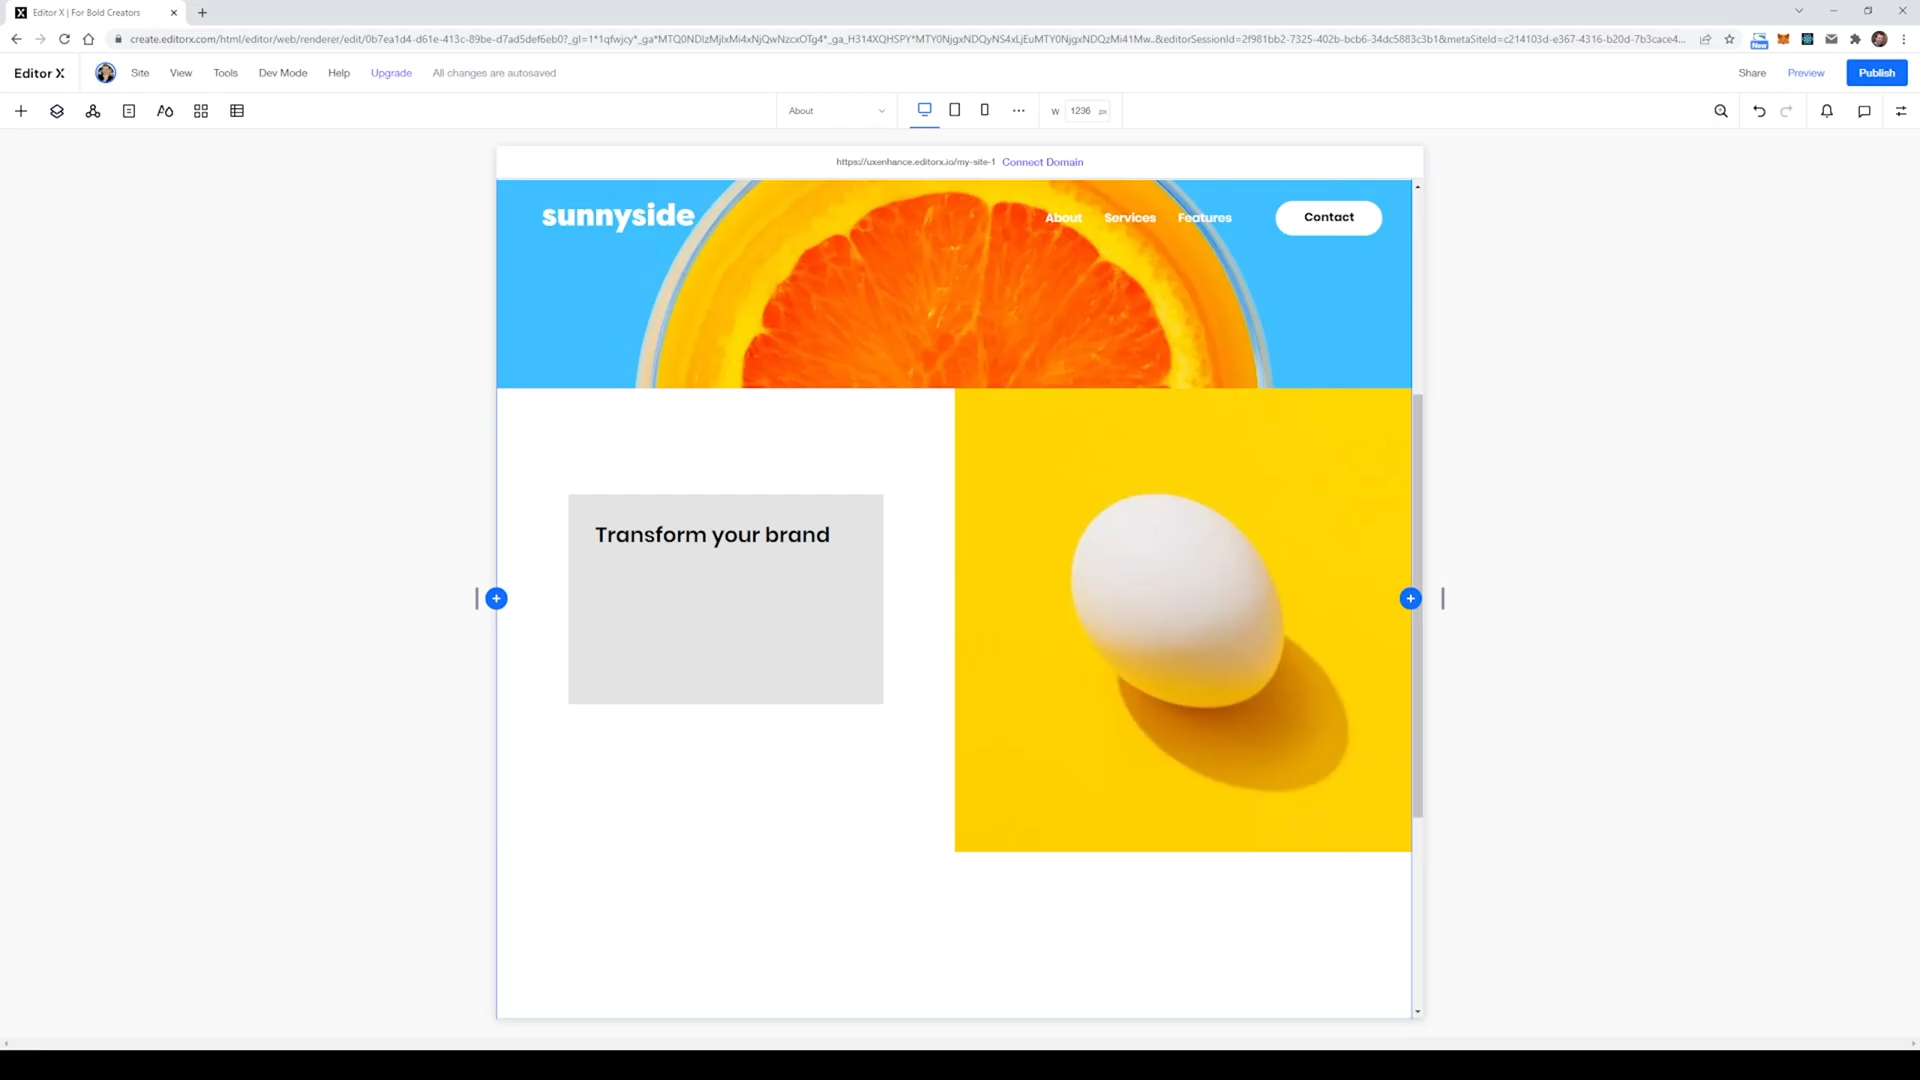 Editor X | For Bold Creators
Editor X
Site
View
Tools
Dev Mode
Help
Upgrade
All changes are autosaved
Share
Preview
Publish
About
W
1236
px
https://uxenhance.editorx.io/my-site-1
Connect Domain
sunnyside
About
Services
Features
Contact
Transform your brand
New